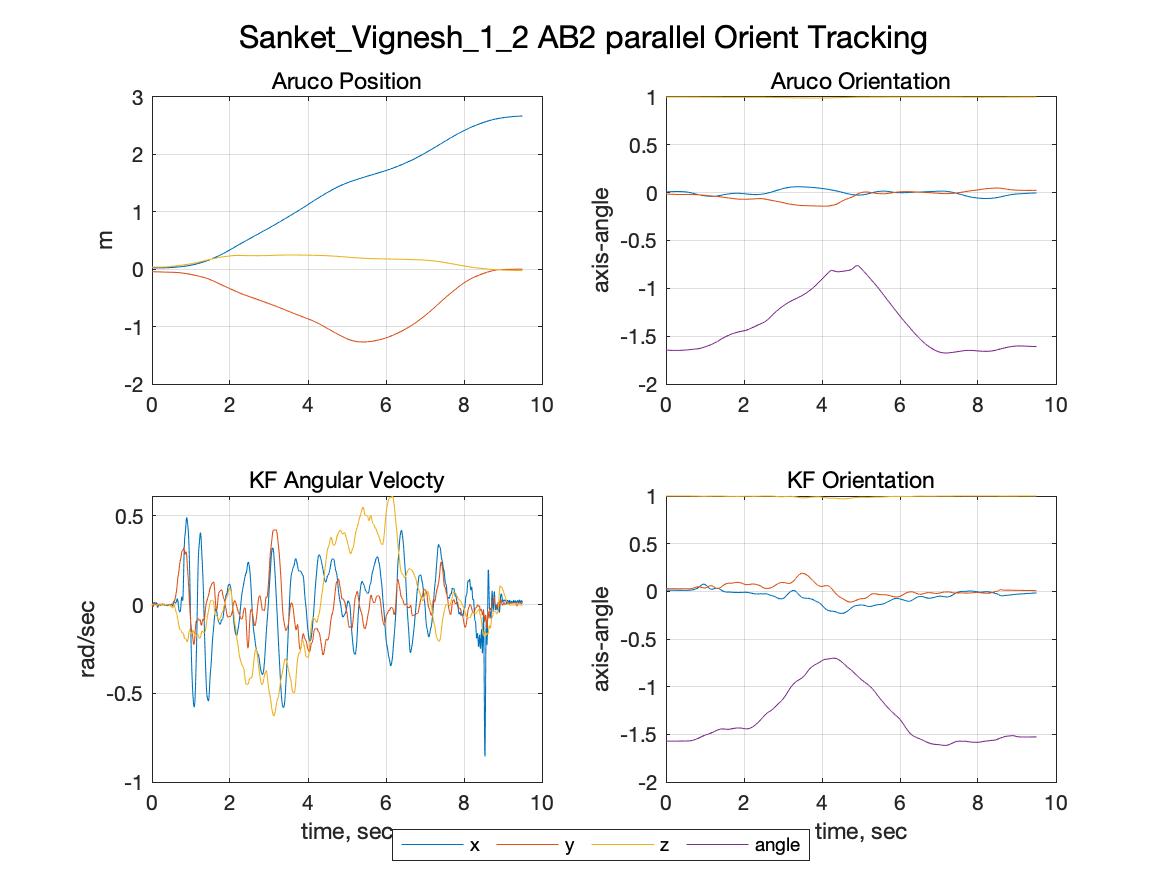 Sanket_Vignesh_1_2 AB2 parallel Orient Tracking
Aruco Position
3
2
1
0
-1
-2
m
0 2 4 6 8 10
Aruco Orientation
1
0.5
0
-0.5
-1
-1.5
-2
axis-angle
0 2 4 6 8 10
KF Angular Velocty
0.5
0
-0.5
-1
rad/sec
0 2 4 6 8 10
time, sec
KF Orientation
1
0.5
0
-0.5
-1
-1.5
-2
axis-angle
0 2 4 6 8 10
time, sec
x y z angle